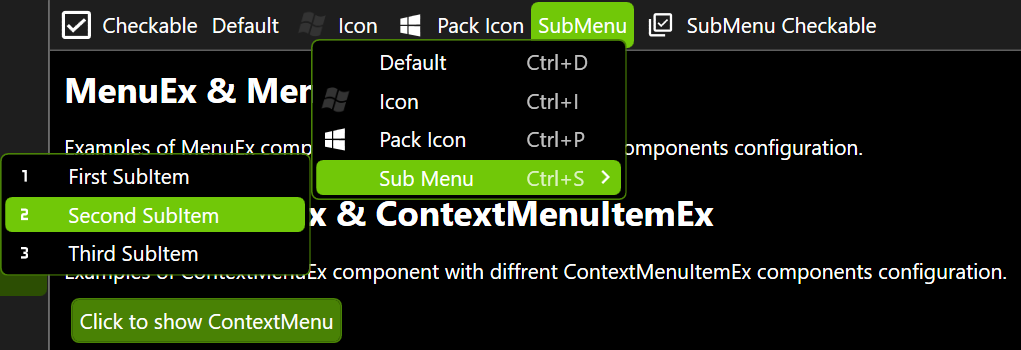 Checkable Default Icon Pack Icon SubMenu SubMenu Checkable
Default Ctrl+D
MenuEx & Men
Icon Ctrl+I
Pack Icon Ctrl+P
Examples of MenuEx comp omponents configuration.
Sub Menu Ctrl+S
1 First SubItem
2 Second SubItem
x & ContextMenuItemEx
3 Third SubItem
Examples of ContextMenuEx component with diffrent ContextMenuItemEx components configuration.
Click to show ContextMenu